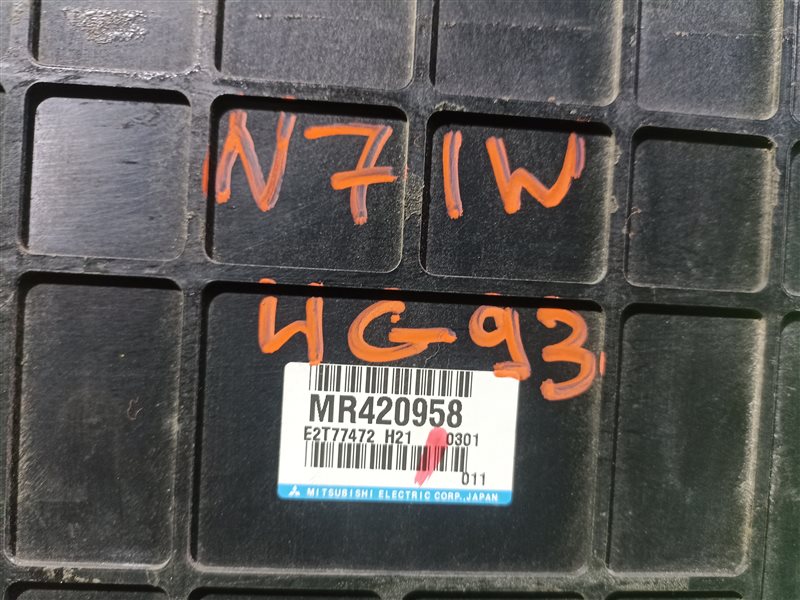 N71W
4G93
MR420958
E2T77472 H21 0301
011
MITSUBISHI ELECTRIC CORP., JAPAN